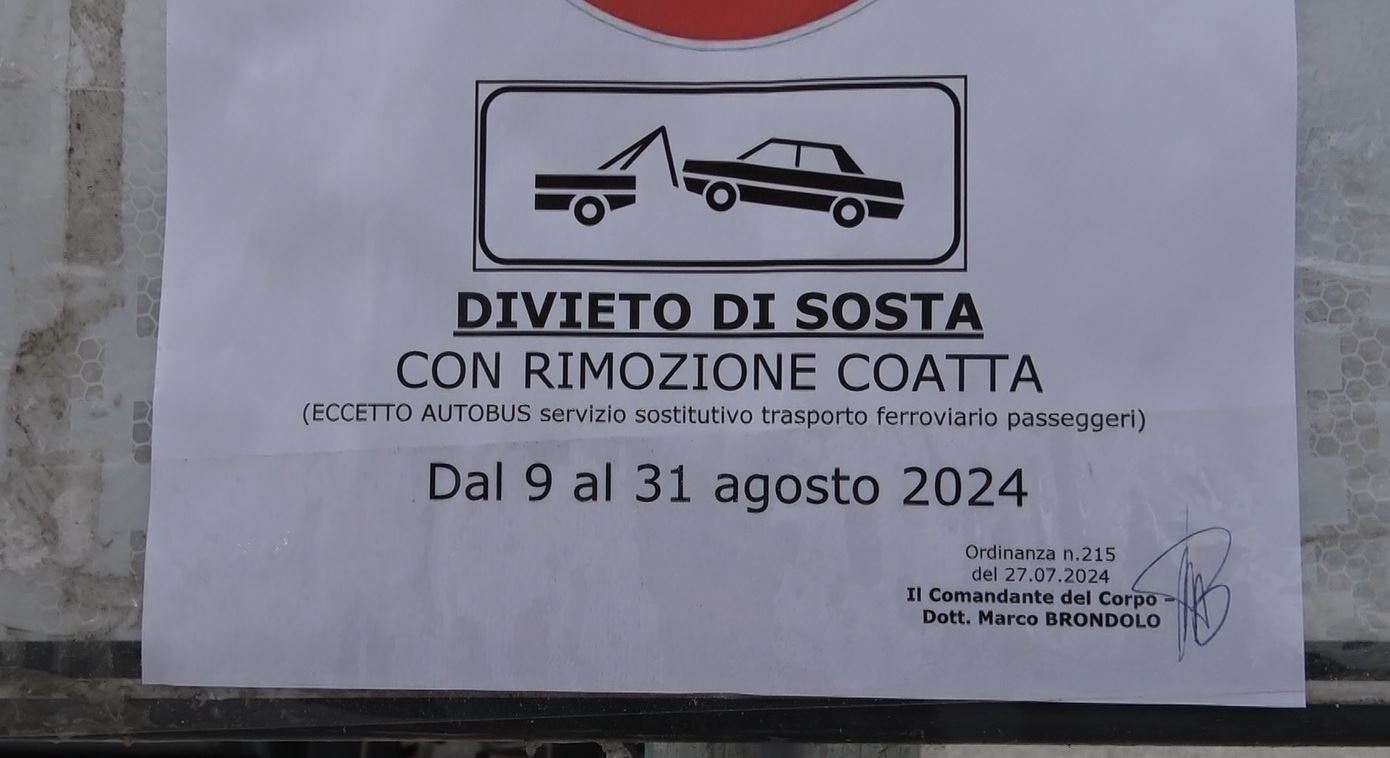 DIVIETO DI SOSTA
CON RIMOZIONE COATTA
(ECCETTO AUTOBUS servizio sostitutivo trasporto ferroviario passeggeri)
Dal 9 al 31 agosto 2024
Ordinanza n.215
del 27.07.2024
Il Comandante del Corpo -
Dott. Marco BRONDOLO